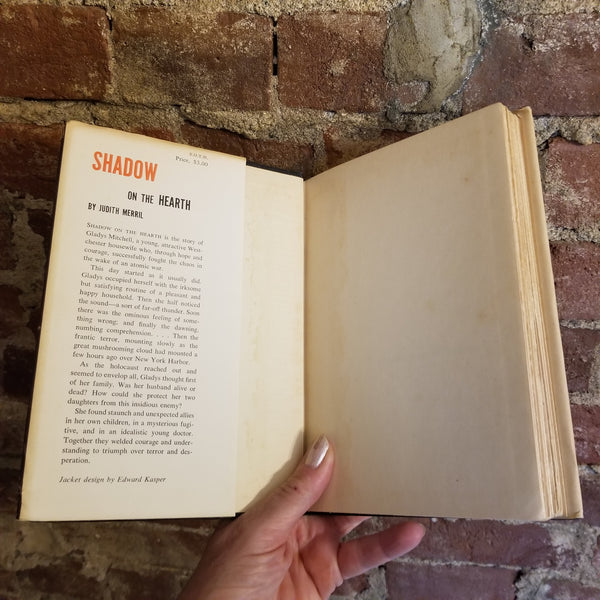 S.O.T.H.
Price, $3.00
SHADOW
ON THE HEARTH
BY JUDITH MERRIL
SHADOW ON THE HEARTH is the story of
Gladys Mitchell, a young, attractive West-
chester housewife who, through hope and
courage, successfully fought the chaos in
the wake of an atomic war.
This day started as it usually did.
Gladys occupied herself with the irksome
but satisfying routine of a pleasant and
happy household. Then she half noticed
the sound—a sort of far-off thunder. Soon
there was the ominous feeling of some-
thing wrong; and finally the dawning,
numbing comprehension. . . . Then the
frantic terror, mounting slowly as the
great mushrooming cloud had mounted a
few hours ago over New York Harbor.
As the holocaust reached out and
seemed to envelop all, Gladys thought first
of her family. Was her husband alive or
dead? How could she protect her two
daughters from this insidious enemy?
She found staunch and unexpected allies
in her own children, in a mysterious fugi-
tive, and in an idealistic young doctor.
Together they welded courage and under-
standing to triumph over terror and des-
peration.
Jacket design by Edward Kasper